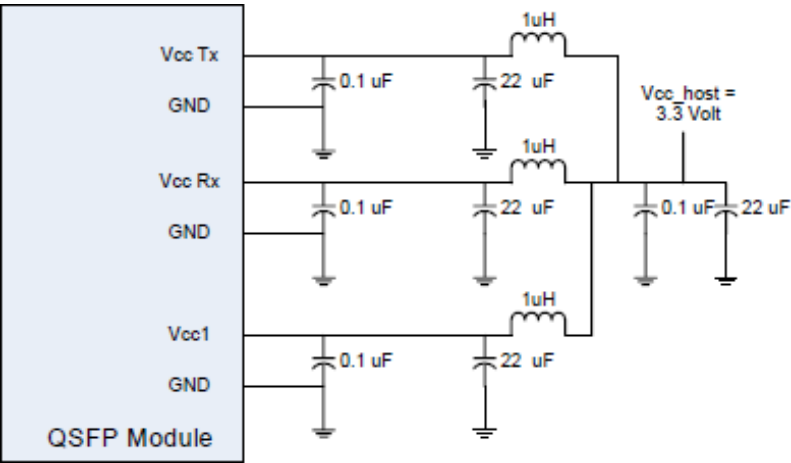 1uH
Vcc Tx
0.1 uF
22 uF
GND
Vcc_host =
3.3 Volt
1uH
Vcc Rx
0.1 uF
22 uF
0.1 uF
22 uF
GND
1uH
Vcc1
0.1 uF
22 uF
GND
QSFP Module